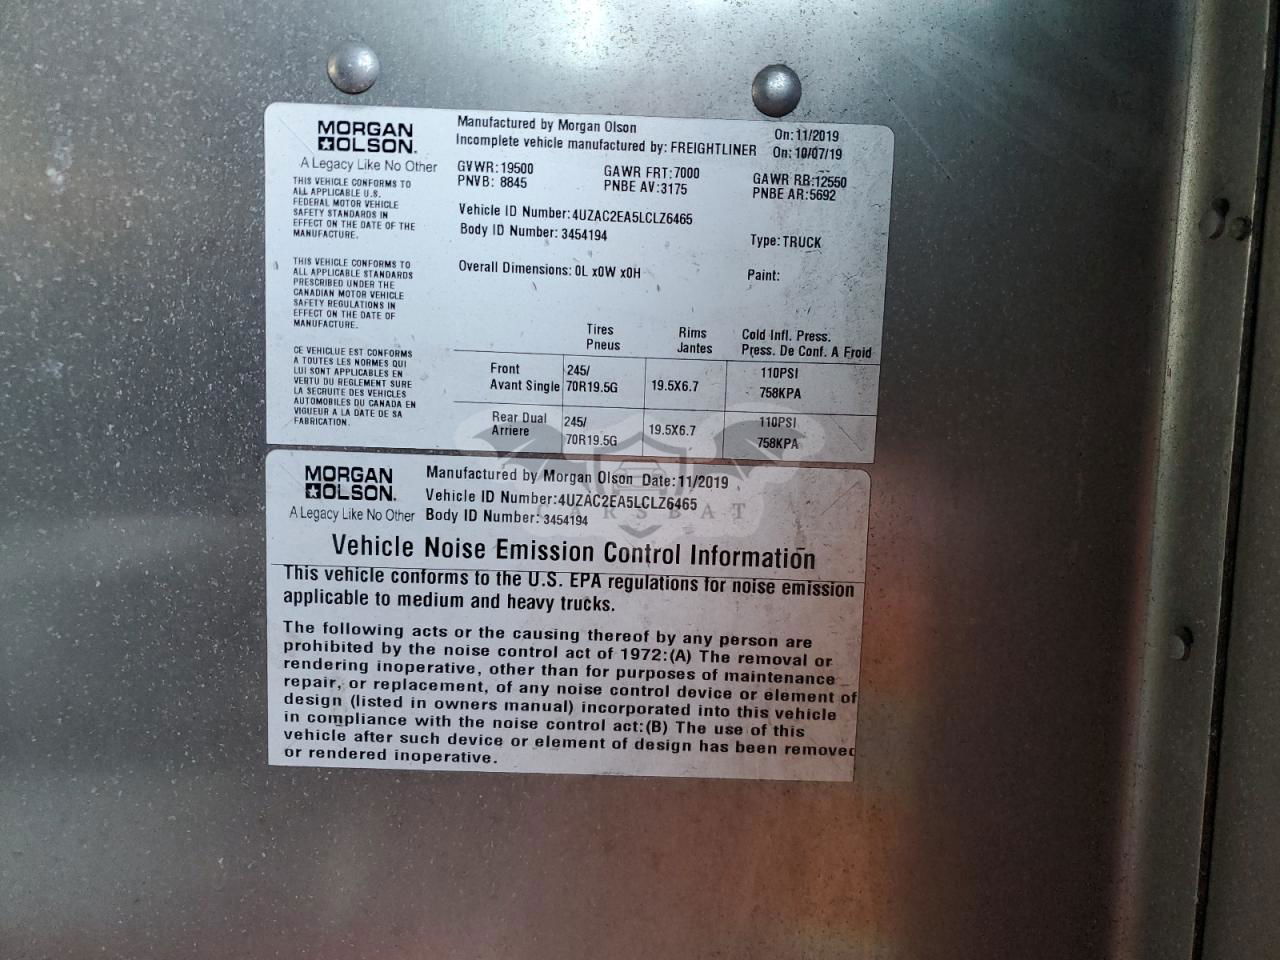 MORGAN
OLSON.
A Legacy Like No Other
Manufactured by Morgan Olson On: 11/2019
Incomplete vehicle manufactured by: FREIGHTLINER On: 10/07/19
GVWR: 19500 GAWR FRT: 7000 GAWR RB:12550
PNVB: 8845 PNBE AV: 3175 PNBE AR: 5692
Vehicle ID Number: 4UZAC2EA5LCLZ6465
Body ID Number: 3454194 Type: TRUCK
Overall Dimensions: 0L x0W x0H Paint:
THIS VEHICLE CONFORMS TO
ALL APPLICABLE U.S.
FEDERAL MOTOR VEHICLE
SAFETY STANDARDS IN
EFFECT ON THE DATE OF THE
MANUFACTURE.
THIS VEHICLE CONFORMS TO
ALL APPLICABLE STANDARDS
PRESCRIBED UNDER THE
CANADIAN MOTOR VEHICLE
SAFETY REGULATIONS IN
EFFECT ON THE DATE OF
MANUFACTURE.
CE VEHICLUE EST CONFORMS
A TOUTES LES NORMES QUI
LUI SONT APPLICABLES EN
VERTU DU REGLEMENT SURE
LA SECRUITE DES VEHICLES
AUTOMOBILES DU CANADA EN
VIGUEUR A LA DATE DE SA
FABRICATION.
Tires Rims Cold Infl. Press.
Pneus Jantes Press. De Conf. A Froid
Front 245/ 110PSI
Avant Single 70R19.5G 19.5X6.7 758KPA
Rear Dual 245/ 110PSI
Arriere 70R19.5G 19.5X6.7 758KPA
MORGAN
OLSON.
A Legacy Like No Other
Manufactured by Morgan Olson Date: 11/2019
Vehicle ID Number: 4UZAC2EA5LCLZ6465
CARSBAT
Body ID Number: 3454194
Vehicle Noise Emission Control Information
This vehicle conforms to the U.S. EPA regulations for noise emission
applicable to medium and heavy trucks.
The following acts or the causing thereof by any person are
prohibited by the noise control act of 1972:(A) The removal or
rendering inoperative, other than for purposes of maintenance
repair, or replacement, of any noise control device or element of
design (listed in owners manual) incorporated into this vehicle
in compliance with the noise control act:(B) The use of this
vehicle after such device or element of design has been removed
or rendered inoperative.